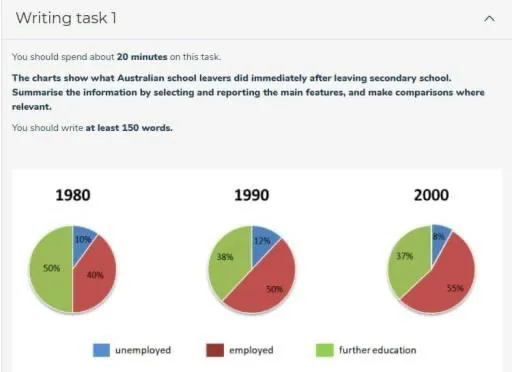 Writing task 1
You should spend about 20 minutes on this task.
The charts show what Australian school leavers did immediately after leaving secondary school.
Summarise the information by selecting and reporting the main features, and make comparisons where
relevant.
You should write at least 150 words.
1980 1990 2000
10% 40% 50%
12% 50% 38%
8% 55% 37%
unemployed employed further education